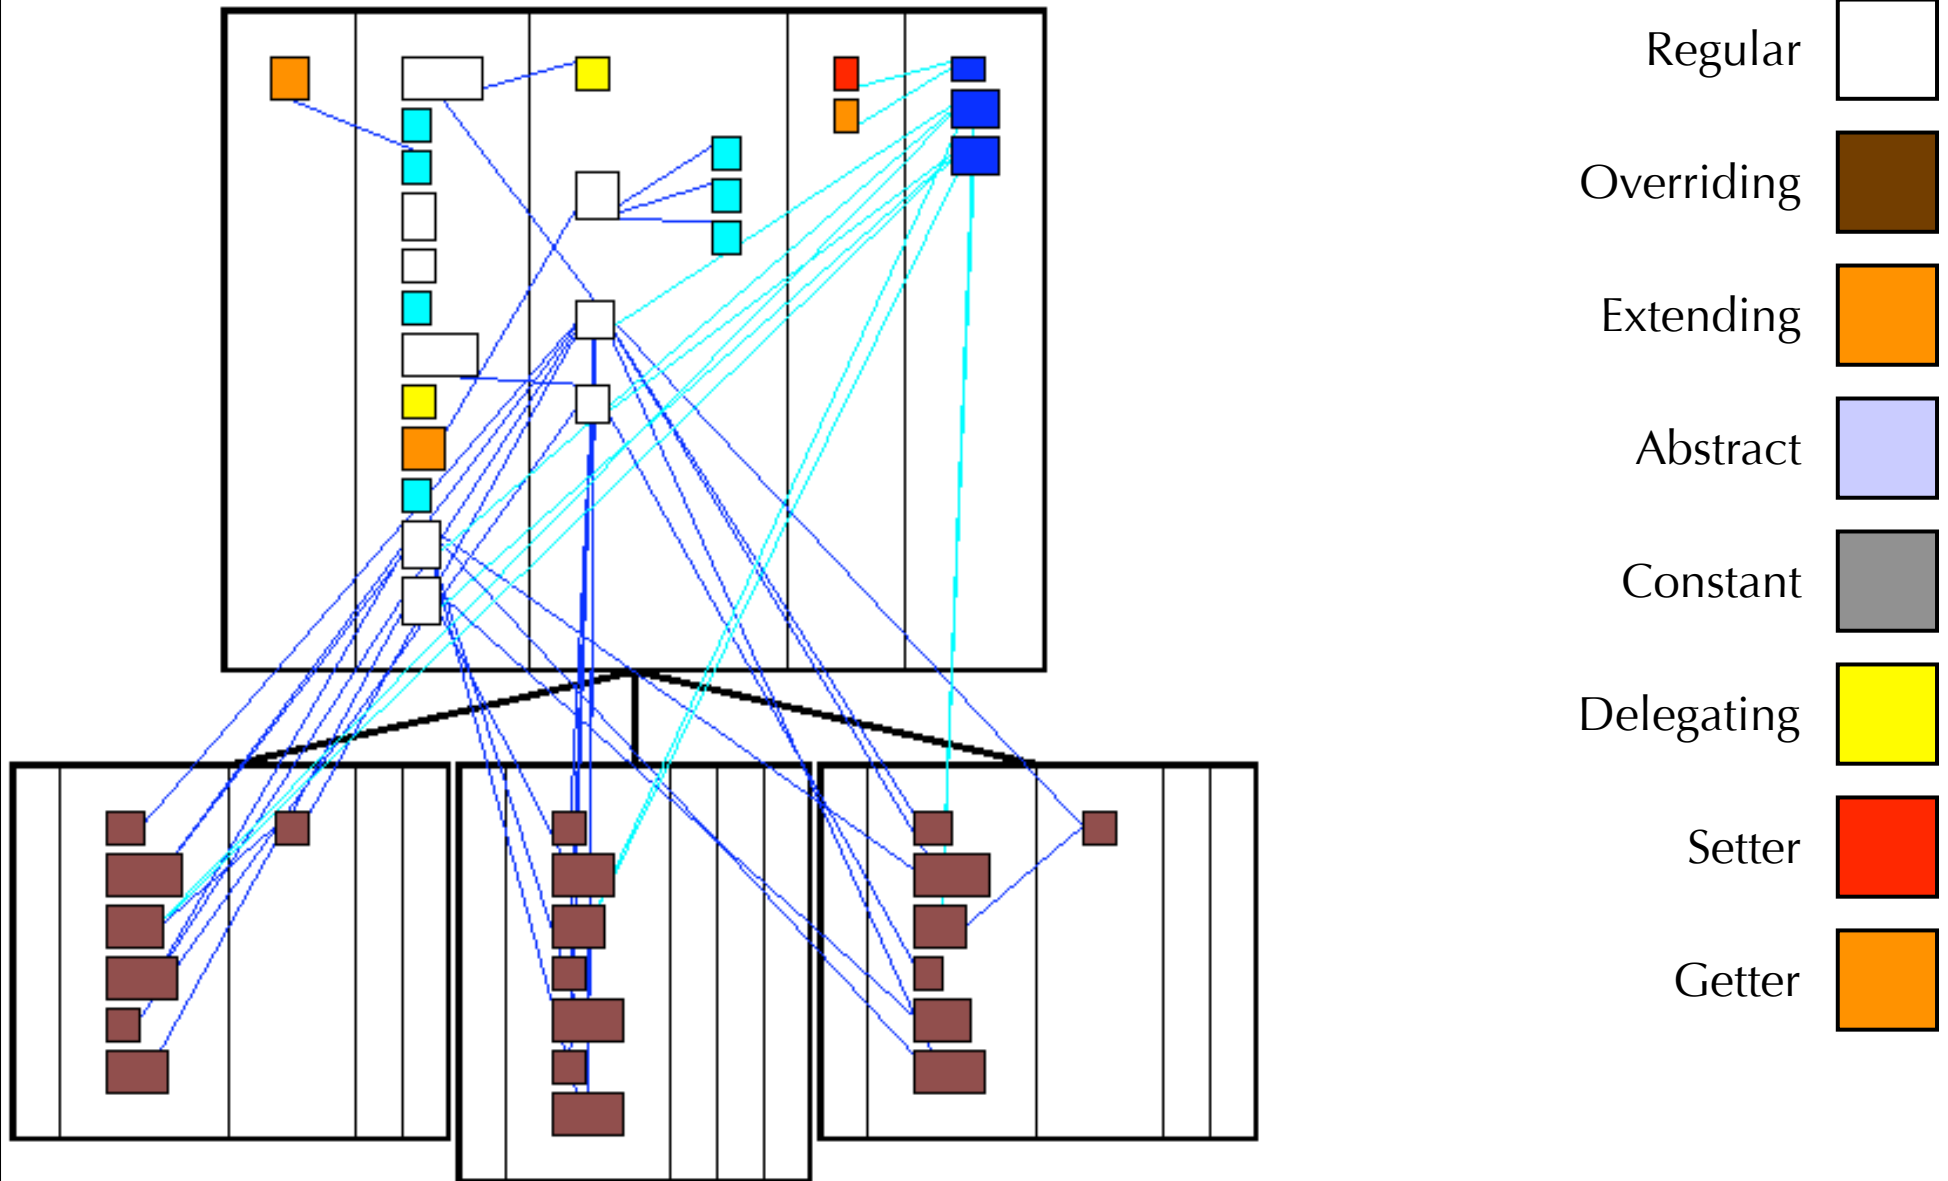 Regular
Overriding
Extending
Abstract
Constant
Delegating
Setter
Getter